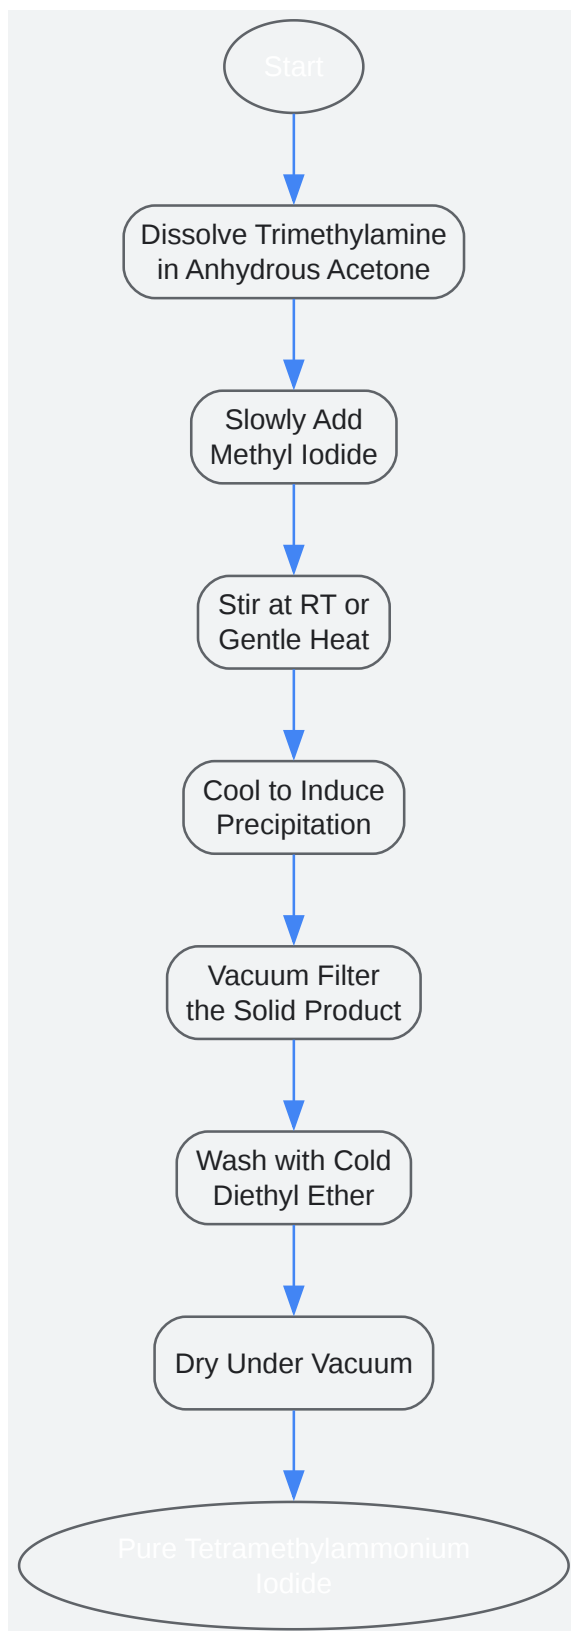 Start
Dissolve Trimethylamine
in Anhydrous Acetone
Slowly Add
Methyl Iodide
Stir at RT or
Gentle Heat
Cool to Induce
Precipitation
Vacuum Filter
the Solid Product
Wash with Cold
Diethyl Ether
Dry Under Vacuum
Pure Tetramethylammonium
Iodide